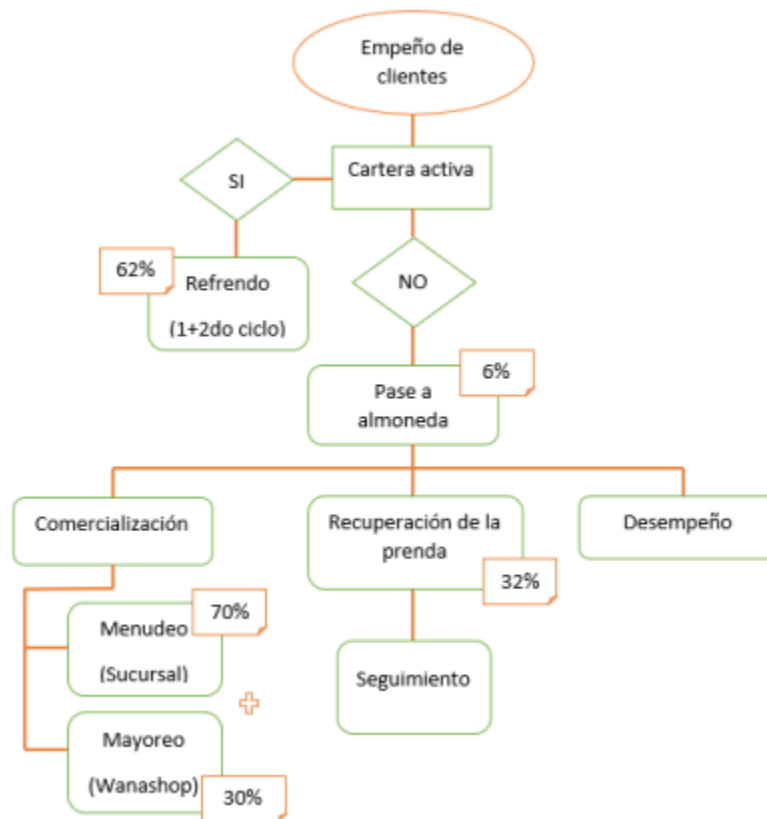 Empeño de
clientes
Cartera activa
SI
62%
Refrendo
(1+2do ciclo)
NO
6%
Pase a
almoneda
Comercialización
Recuperación de la
prenda
32%
Desempeño
70%
Menudeo
(Sucursal)
Seguimiento
Mayoreo
(Wanashop)
30%